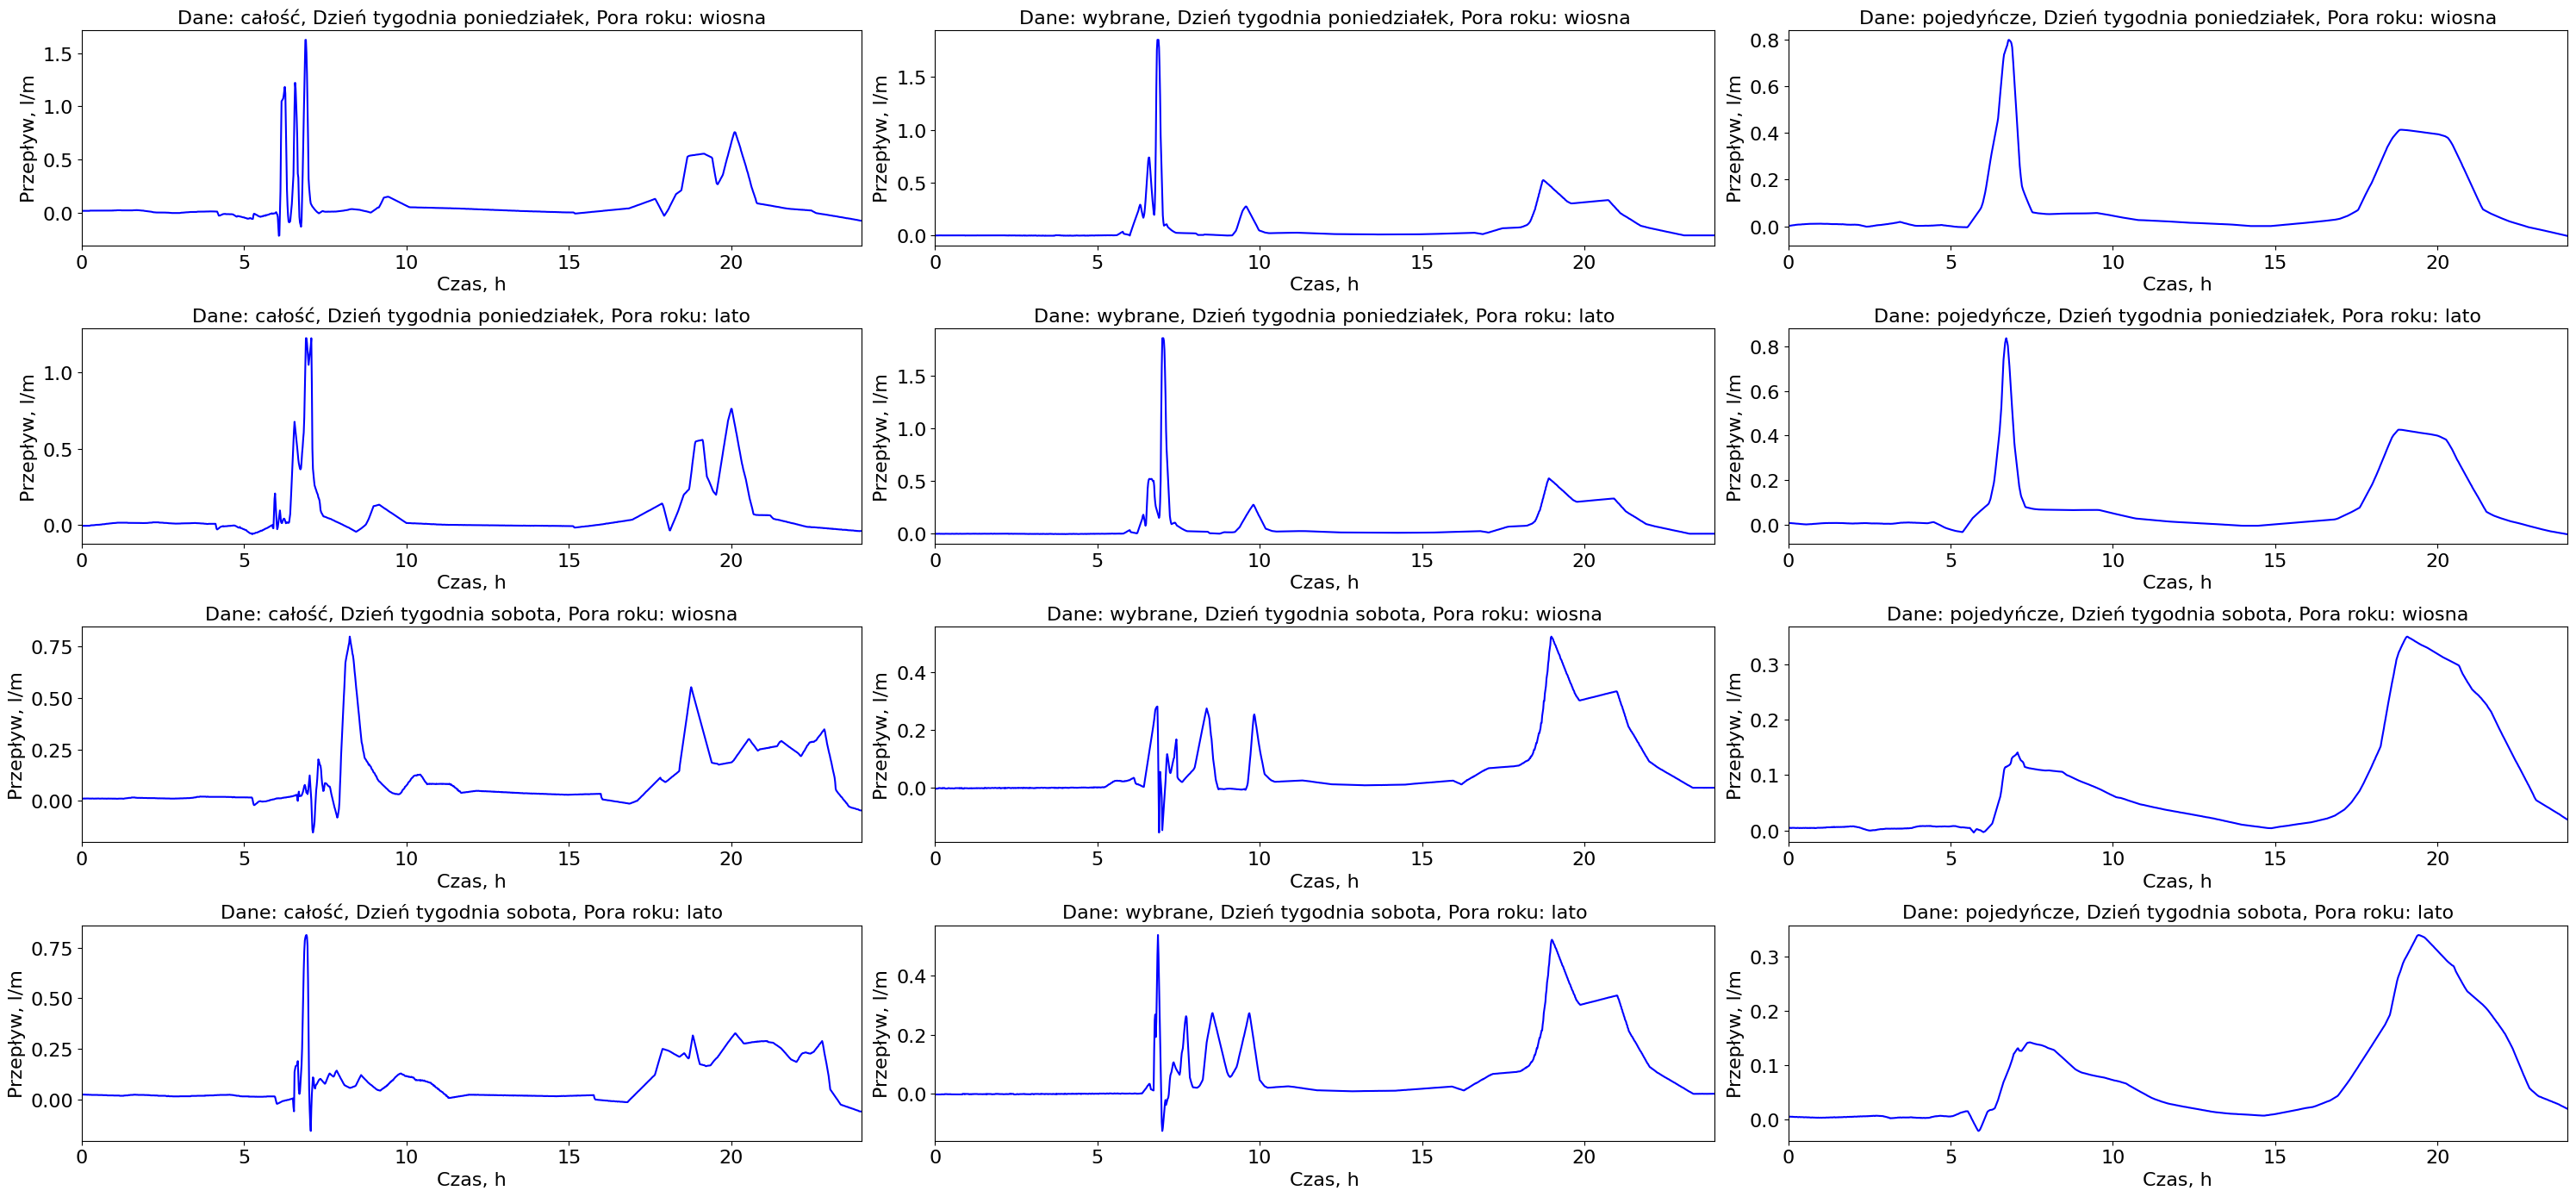 Dane: całość, Dzień tygodnia poniedziałek, Pora roku: wiosna
Przepływ, l/m
1.5
1.0
0.5
0.0
0 5 10 15 20
Czas, h
Dane: wybrane, Dzień tygodnia poniedziałek, Pora roku: wiosna
Przepływ, l/m
1.5
1.0
0.5
0.0
0 5 10 15 20
Czas, h
Dane: pojedyńcze, Dzień tygodnia poniedziałek, Pora roku: wiosna
Przepływ, l/m
0.8
0.6
0.4
0.2
0.0
0 5 10 15 20
Czas, h
Dane: całość, Dzień tygodnia poniedziałek, Pora roku: lato
Przepływ, l/m
1.0
0.5
0.0
0 5 10 15 20
Czas, h
Dane: wybrane, Dzień tygodnia poniedziałek, Pora roku: lato
Przepływ, l/m
1.5
1.0
0.5
0.0
0 5 10 15 20
Czas, h
Dane: pojedyńcze, Dzień tygodnia poniedziałek, Pora roku: lato
Przepływ, l/m
0.8
0.6
0.4
0.2
0.0
0 5 10 15 20
Czas, h
Dane: całość, Dzień tygodnia sobota, Pora roku: wiosna
Przepływ, l/m
0.75
0.50
0.25
0.00
0 5 10 15 20
Czas, h
Dane: wybrane, Dzień tygodnia sobota, Pora roku: wiosna
Przepływ, l/m
0.4
0.2
0.0
0 5 10 15 20
Czas, h
Dane: pojedyńcze, Dzień tygodnia sobota, Pora roku: wiosna
Przepływ, l/m
0.3
0.2
0.1
0.0
0 5 10 15 20
Czas, h
Dane: całość, Dzień tygodnia sobota, Pora roku: lato
Przepływ, l/m
0.75
0.50
0.25
0.00
0 5 10 15 20
Czas, h
Dane: wybrane, Dzień tygodnia sobota, Pora roku: lato
Przepływ, l/m
0.4
0.2
0.0
0 5 10 15 20
Czas, h
Dane: pojedyńcze, Dzień tygodnia sobota, Pora roku: lato
Przepływ, l/m
0.3
0.2
0.1
0.0
0 5 10 15 20
Czas, h